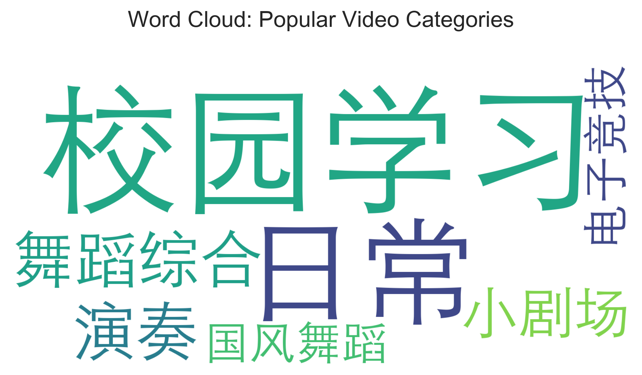 Word Cloud: Popular Video Categories
校园学习
电子竞技
舞蹈综合
日常
小剧场
演奏
国风舞蹈